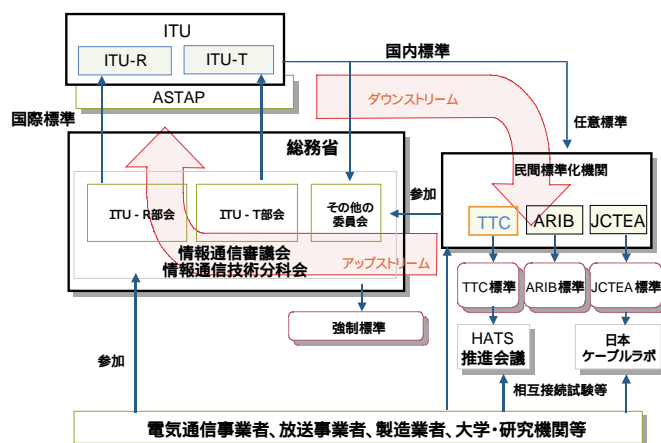 ITU
ITU-R
ITU-T
ASTAP
国際標準
国内標準
ダウンストリーム
任意標準
総務省
民間標準化機関
参加
ITU - R部会
ITU - T部会
その他の
委員会
TTC
ARIB
JCTEA
情報通信審議会
情報通信技術分科会
アップストリーム
TTC標準
ARIB標準
JCTEA標準
強制標準
HATS
推進会議
日本
ケーブルラボ
参加
相互接続試験等
電気通信事業者、放送事業者、製造業者、大学・研究機関等